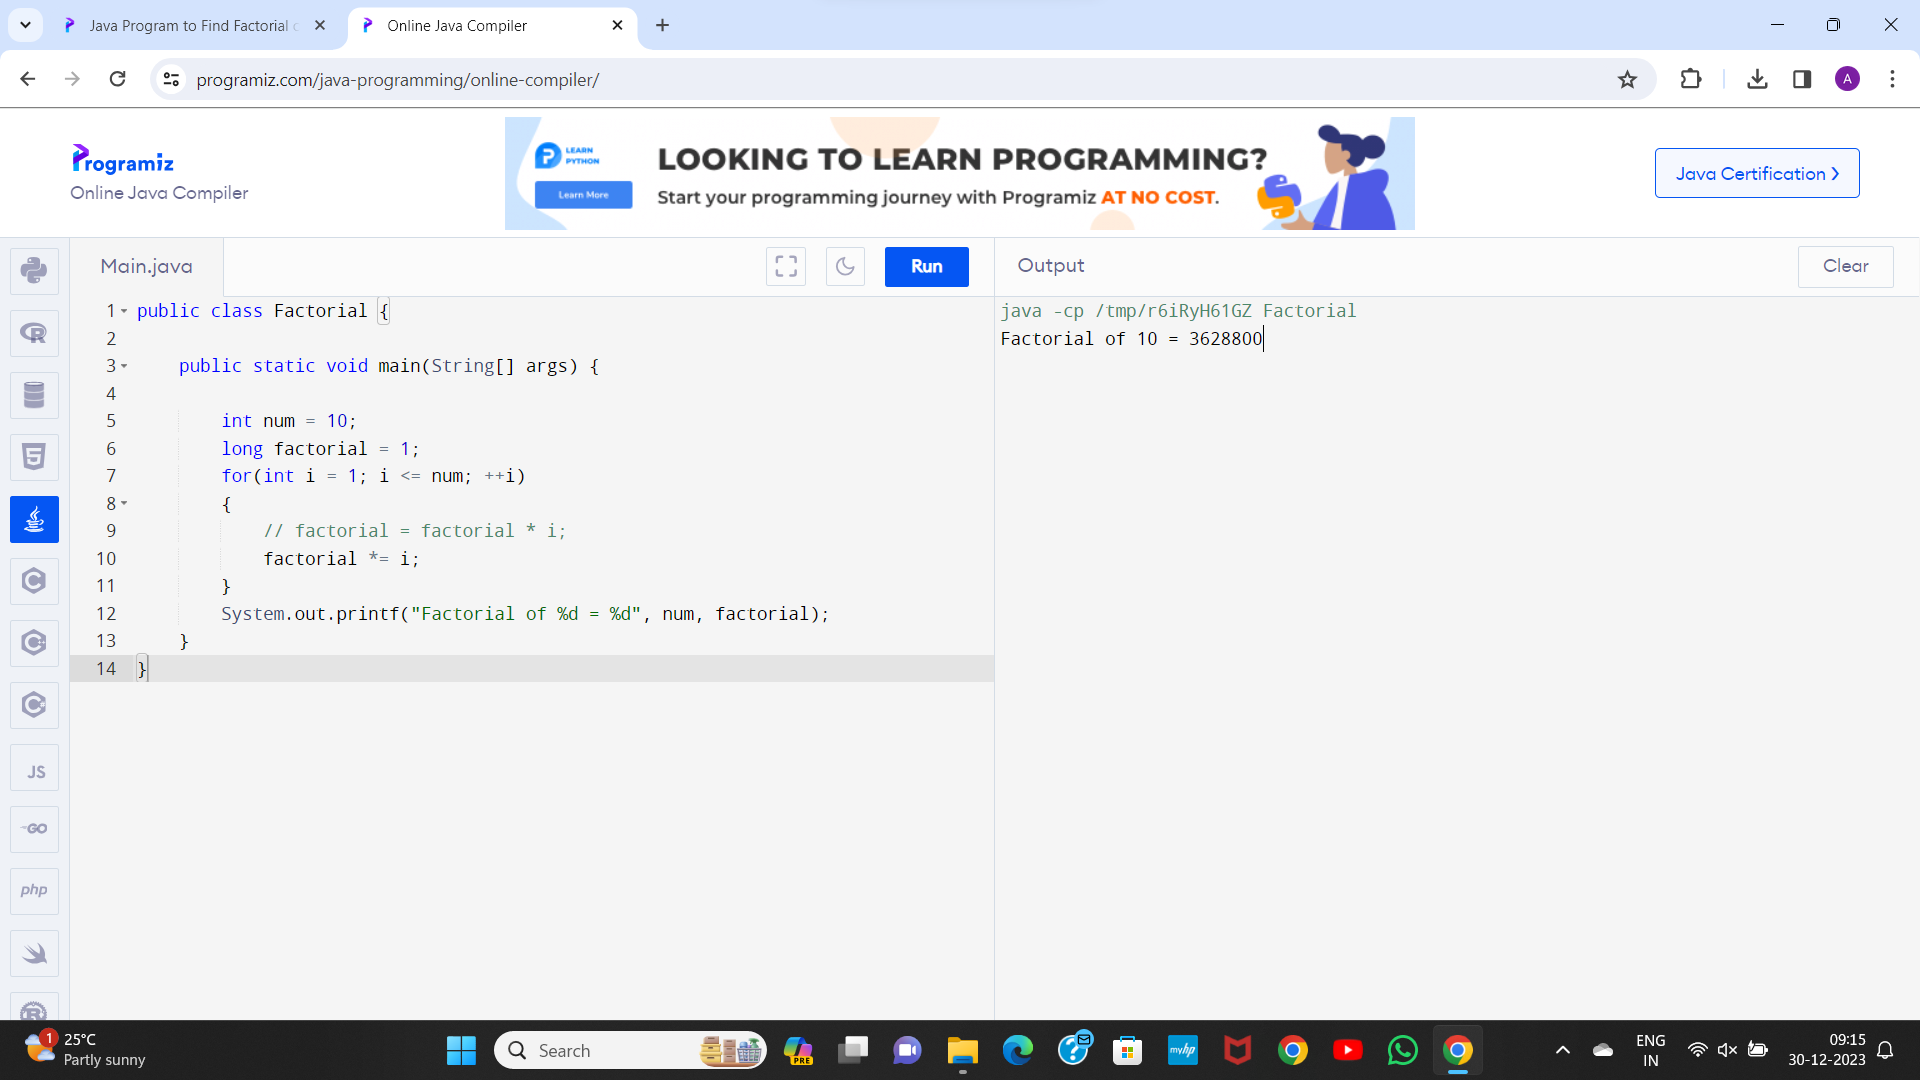 Java Program to Find Factorial o
Online Java Compiler
programiz.com/java-programming/online-compiler/
A
Programiz
Online Java Compiler
LEARN
PYTHON
Learn More
LOOKING TO LEARN PROGRAMMING?
Start your programming journey with Programiz AT NO COST.
Java Certification
Main.java
Run
1 public class Factorial {
2
3     public static void main(String[] args) {
4
5         int num = 10;
6         long factorial = 1;
7         for(int i = 1; i <= num; ++i)
8         {
9             // factorial = factorial * i;
10             factorial *= i;
11         }
12         System.out.printf("Factorial of %d = %d", num, factorial);
13     }
14 }
Output
Clear
java -cp /tmp/r6iRyH61GZ Factorial
Factorial of 10 = 3628800
R
5
C
C
C
JS
GO
php
R
1
25°C
Partly sunny
Search
PRE
myhp
ENG
IN
09:15
30-12-2023